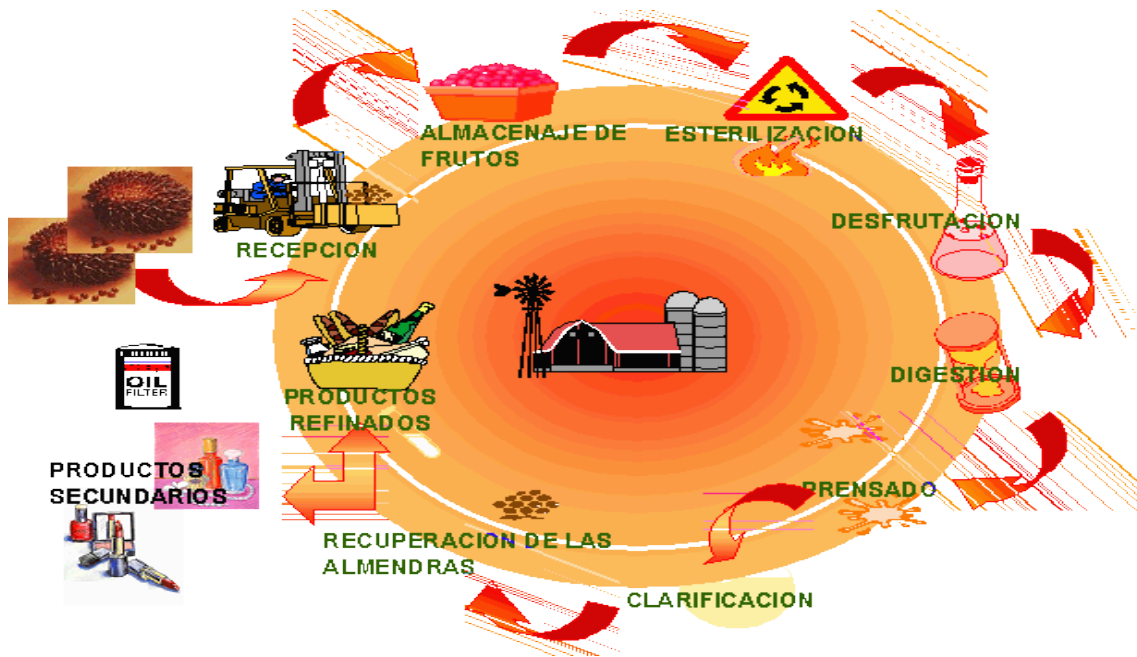 ALMACENAJE DE
FRUTOS
ESTERILIZACION
RECEPCION
DESFRUTACION
DIGESTION
PRENSADO
CLARIFICACION
RECUPERACION DE LAS
ALMENDRAS
PRODUCTOS
REFINADOS
PRODUCTOS
SECUNDARIOS
OIL
FILTER